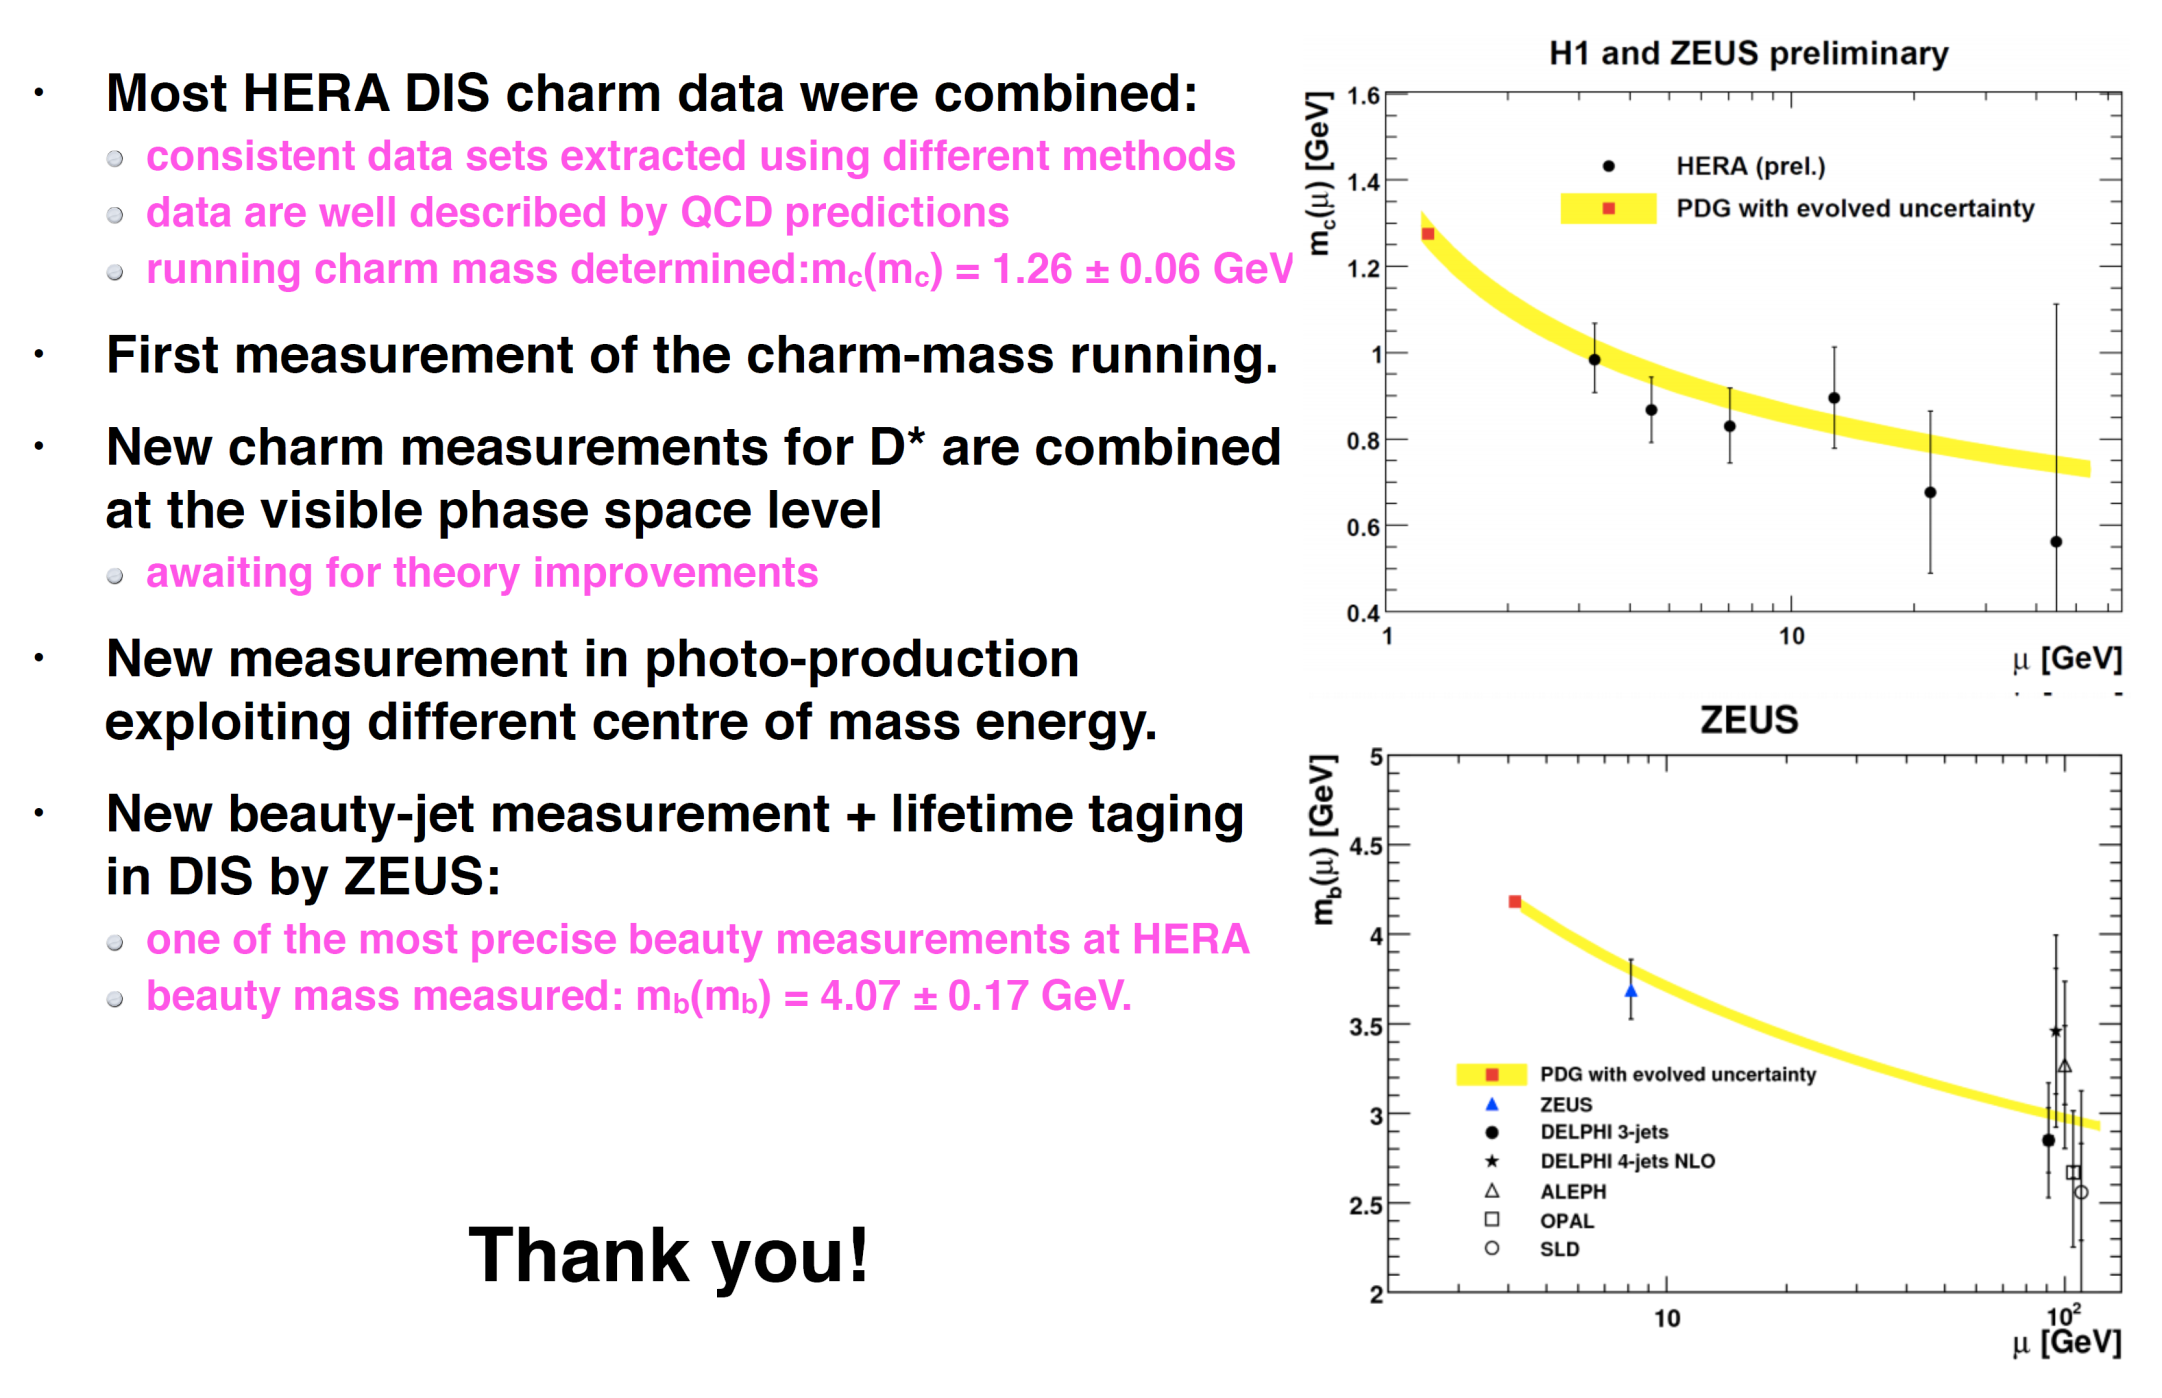 • Most HERA DIS charm data were combined:
consistent data sets extracted using different methods
data are well described by QCD predictions
running charm mass determined:mc(mc) = 1.26 ± 0.06 GeV
• First measurement of the charm-mass running.
• New charm measurements for D* are combined
at the visible phase space level
awaiting for theory improvements
• New measurement in photo-production
exploiting different centre of mass energy.
• New beauty-jet measurement + lifetime taging
in DIS by ZEUS:
one of the most precise beauty measurements at HERA
beauty mass measured: mb(mb) = 4.07 ± 0.17 GeV.
Thank you!
H1 and ZEUS preliminary
mc(μ) [GeV]
1.6
1.4
1.2
1
0.8
0.6
0.4
HERA (prel.)
PDG with evolved uncertainty
1
10
μ [GeV]
ZEUS
mb(μ) [GeV]
5
4.5
4
3.5
3
2.5
2
PDG with evolved uncertainty
ZEUS
DELPHI 3-jets
DELPHI 4-jets NLO
ALEPH
OPAL
SLD
10
10²
μ [GeV]